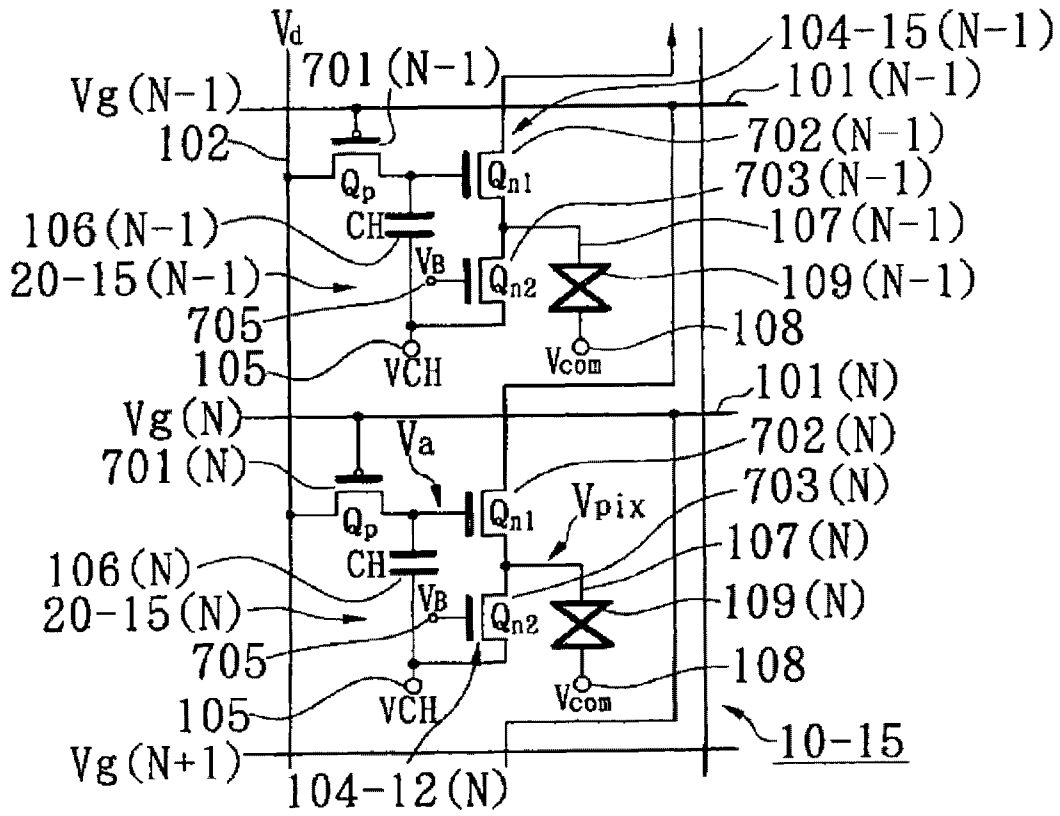 Vd
701(N-1)
104-15(N-1)
Vg(N-1)
101(N-1)
102
702(N-1)
Qp
Qn1
703(N-1)
106(N-1)
CH
107(N-1)
20-15(N-1)
VB
Qn2
109(N-1)
705
105
VCH
Vcom
108
101(N)
Vg(N)
Va
702(N)
701(N)
703(N)
Qp
Qn1
Vpix
107(N)
106(N)
CH
109(N)
20-15(N)
VB
Qn2
705
108
105
VCH
Vcom
10-15
Vg(N+1)
104-12(N)